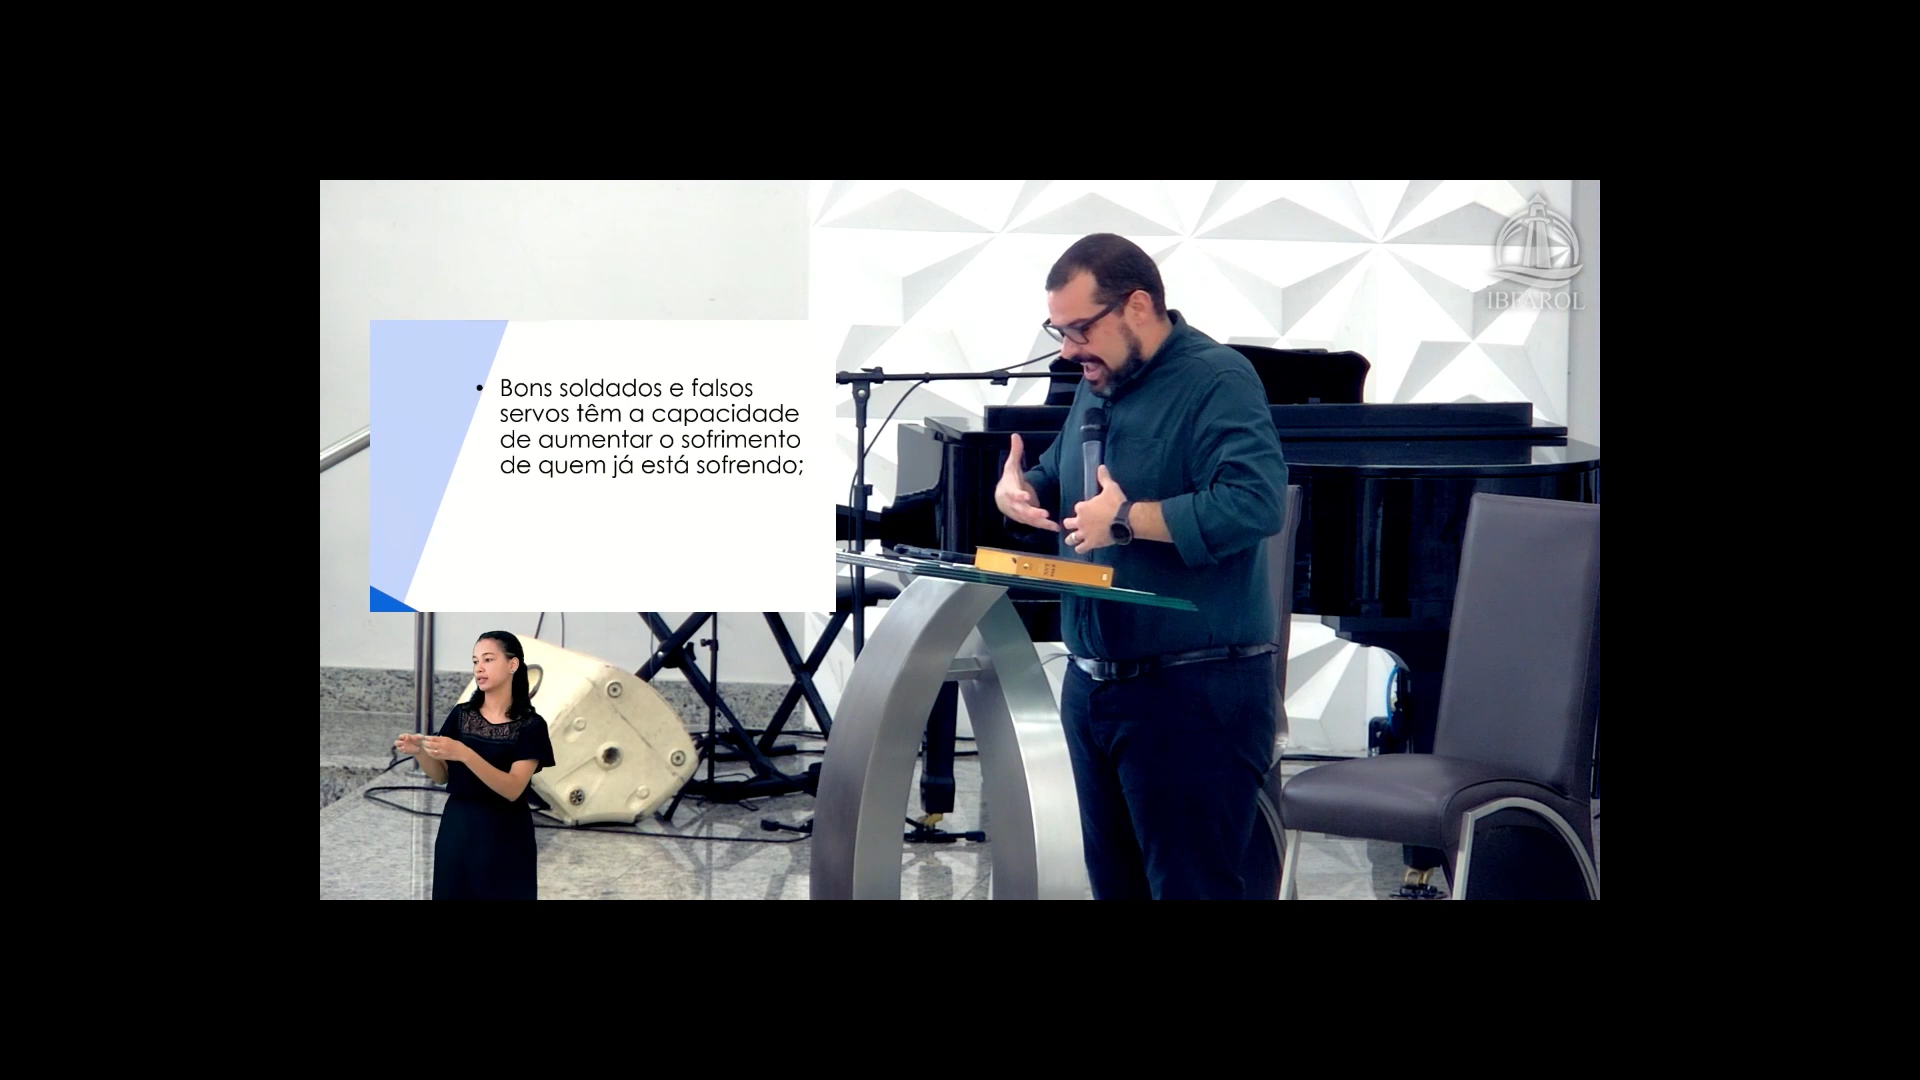 IBFAROL
• Bons soldados e falsos
servos têm a capacidade
de aumentar o sofrimento
de quem já está sofrendo;